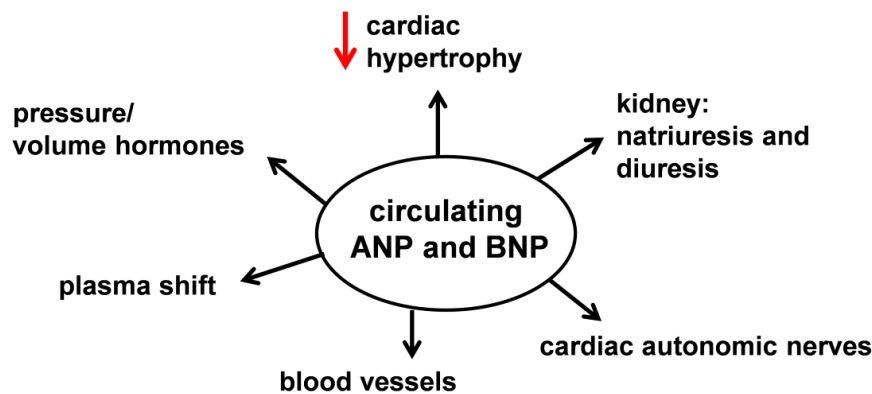 cardiac
hypertrophy
pressure/
volume hormones
kidney:
natriuresis and
diuresis
circulating
ANP and BNP
plasma shift
cardiac autonomic nerves
blood vessels